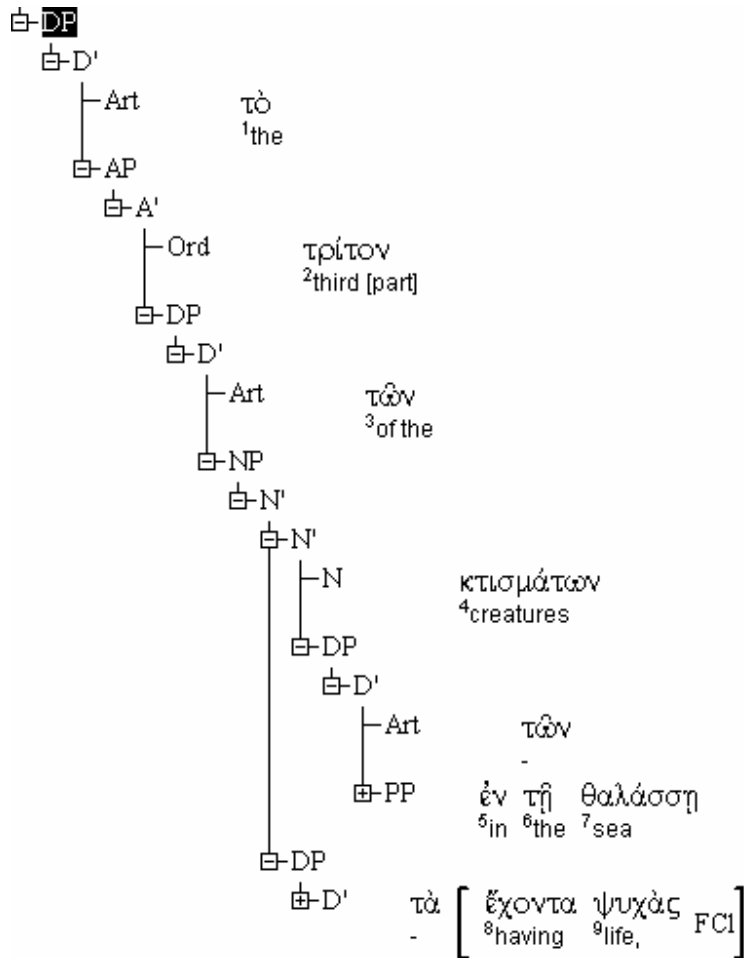 DP
D'
Art τὸ
1the
AP
A'
Ord τρίτον
2third [part]
DP
D'
Art τῶν
3of the
NP
N'
N'
N κτισμάτων
4creatures
DP
D'
Art τῶν
-
PP ἐν τῇ θαλάσσῃ
5in 6the 7sea
DP
D' τὰ [ ἔχοντα ψυχὰς FCl]
- 8having 9life,